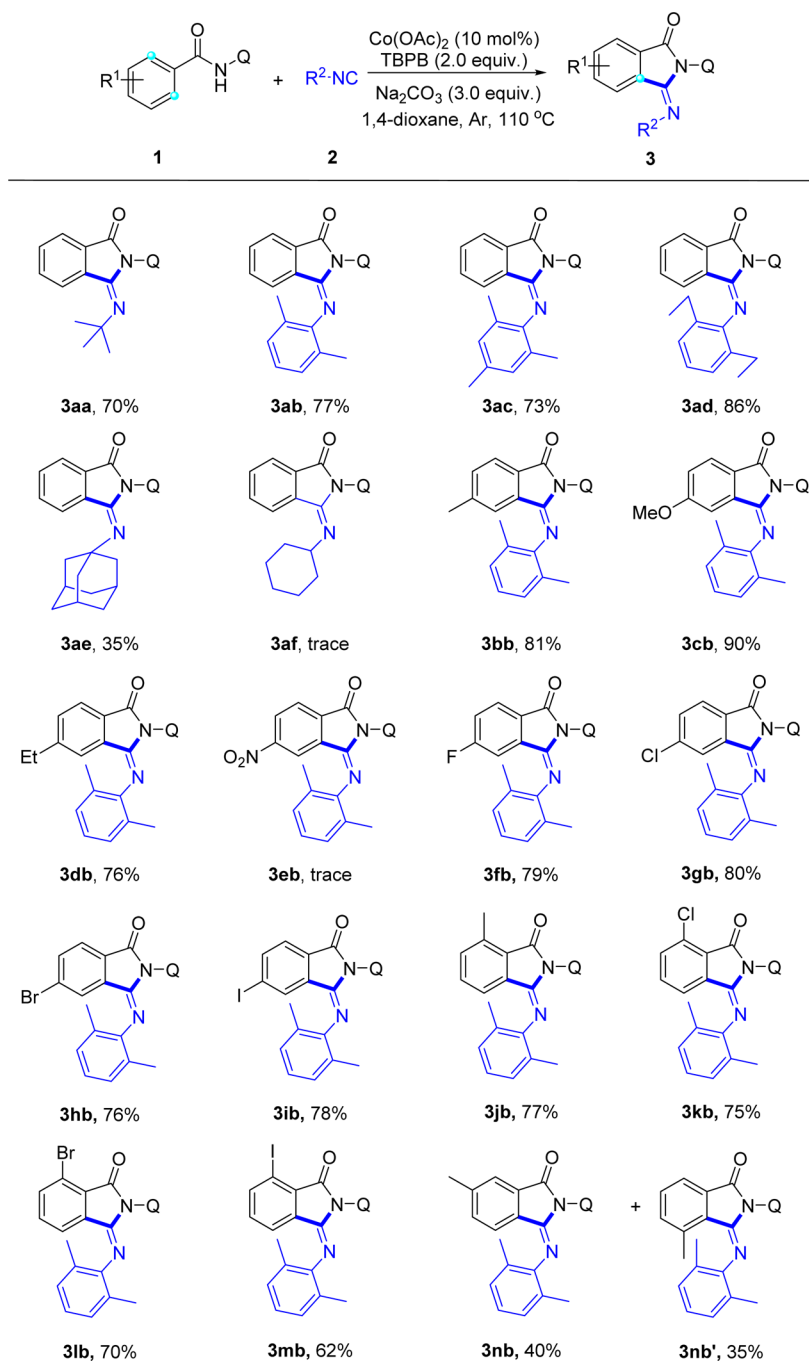 O
R¹
N
H
Q
1
+
R²-NC
2
Co(OAc)₂ (10 mol%)
TBPB (2.0 equiv.)
Na₂CO₃ (3.0 equiv.)
1,4-dioxane, Ar, 110 °C
O
R¹
N-Q
N
R²
3
O
N-Q
N
3aa, 70%
O
N-Q
N
3ab, 77%
O
N-Q
N
3ac, 73%
O
N-Q
N
3ad, 86%
O
N-Q
N
3ae, 35%
O
N-Q
N
3af, trace
O
N-Q
N
3bb, 81%
O
N-Q
MeO
N
3cb, 90%
O
N-Q
Et
N
3db, 76%
O
N-Q
O₂N
N
3eb, trace
O
N-Q
F
N
3fb, 79%
O
N-Q
Cl
N
3gb, 80%
O
N-Q
Br
N
3hb, 76%
O
N-Q
I
N
3ib, 78%
O
N-Q
N
3jb, 77%
Cl
O
N-Q
N
3kb, 75%
Br
O
N-Q
N
3lb, 70%
I
O
N-Q
N
3mb, 62%
O
N-Q
N
3nb, 40%
+
O
N-Q
N
3nb', 35%